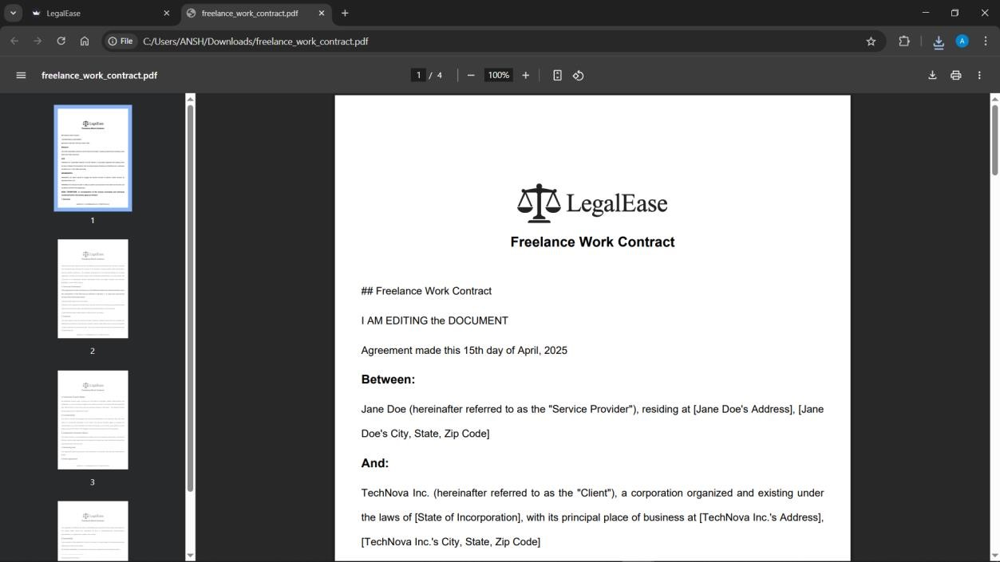 LegalEase
freelance_work_contract.pdf
File
C:/Users/ANSH/Downloads/freelance_work_contract.pdf
A
freelance_work_contract.pdf
1 / 4
100%
1
2
3
LegalEase
Freelance Work Contract
## Freelance Work Contract
I AM EDITING the DOCUMENT
Agreement made this 15th day of April, 2025
Between:
Jane Doe (hereinafter referred to as the "Service Provider"), residing at [Jane Doe's Address], [Jane
Doe's City, State, Zip Code]
And:
TechNova Inc. (hereinafter referred to as the "Client"), a corporation organized and existing under
the laws of [State of Incorporation], with its principal place of business at [TechNova Inc.'s Address],
[TechNova Inc.'s City, State, Zip Code]